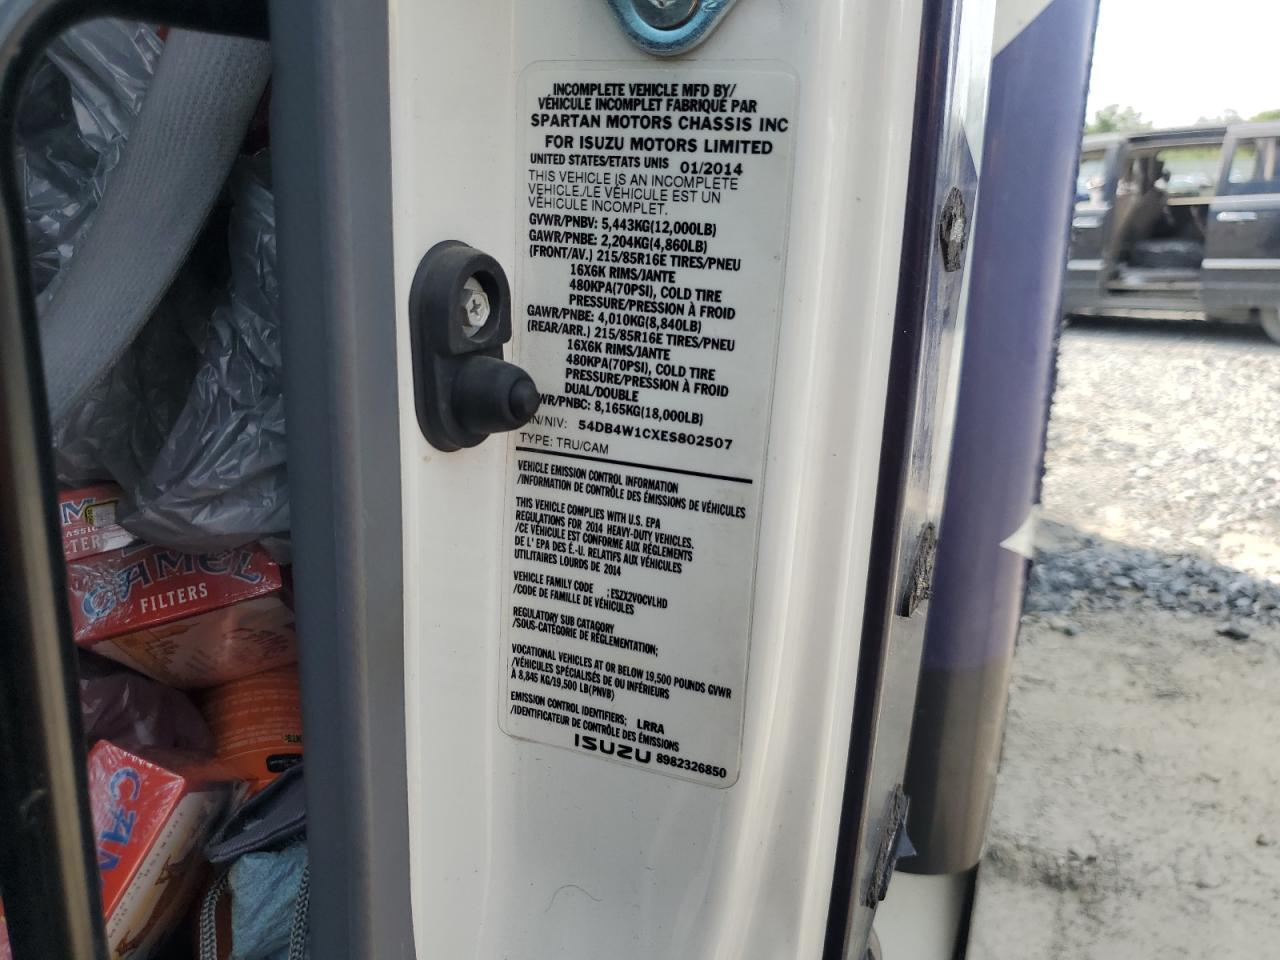 INCOMPLETE VEHICLE MFD BY/
VÉHICULE INCOMPLET FABRIQUÉ PAR
SPARTAN MOTORS CHASSIS INC
FOR ISUZU MOTORS LIMITED
UNITED STATES/ETATS UNIS 01/2014
THIS VEHICLE IS AN INCOMPLETE
VEHICLE./LE VÉHICULE EST UN
VÉHICULE INCOMPLET.
GVWR/PNBV: 5,443KG(12,000LB)
GAWR/PNBE: 2,204KG(4,860LB)
(FRONT/AV.) 215/85R16E TIRES/PNEU
16X6K RIMS/JANTE
480KPA(70PSI), COLD TIRE
PRESSURE/PRESSION À FROID
GAWR/PNBE: 4,010KG(8,840LB)
(REAR/ARR.) 215/85R16E TIRES/PNEU
16X6K RIMS/JANTE
480KPA(70PSI), COLD TIRE
PRESSURE/PRESSION À FROID
DUAL/DOUBLE
WR/PNBC: 8,165KG(18,000LB)
N/NIV: 54DB4W1CXES802507
TYPE: TRU/CAM
VEHICLE EMISSION CONTROL INFORMATION
/INFORMATION DE CONTRÔLE DES ÉMISSIONS DE VÉHICULES
THIS VEHICLE COMPLIES WITH U.S. EPA
REGULATIONS FOR 2014 HEAVY-DUTY VEHICLES.
/CE VÉHICULE EST CONFORME AUX RÉGLEMENTS
DE L' EPA DES É.-U. RELATIFS AUX VÉHICULES
UTILITAIRES LOURDS DE 2014
VEHICLE FAMILY CODE : ESZX2VOCVLHD
/CODE DE FAMILLE DE VÉHICULES
REGULATORY SUB CATAGORY
/SOUS-CATÉGORIE DE RÉGLEMENTATION;
VOCATIONAL VEHICLES AT OR BELOW 19,500 POUNDS GVWR
/VÉHICULES SPÉCIALISÉS DE OU INFÉRIEURS
À 8,845 KG/19,500 LB(PNVB)
EMISSION CONTROL IDENTIFIERS; LRRA
/IDENTIFICATEUR DE CONTRÔLE DES ÉMISSIONS
ISUZU 8982326850
CAMEL
FILTERS